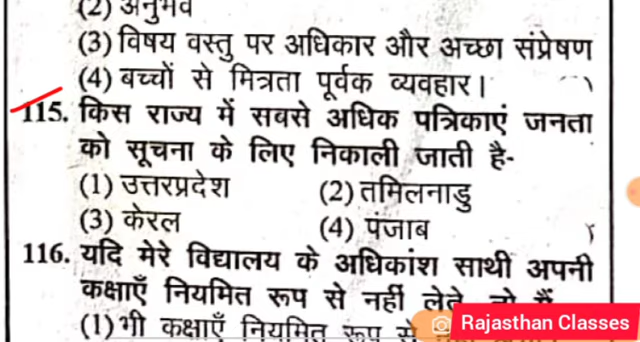 (2) अनुभव
(3) विषय वस्तु पर अधिकार और अच्छा संप्रेषण
(4) बच्चों से मित्रता पूर्वक व्यवहार।
115. किस राज्य में सबसे अधिक पत्रिकाएं जनता
को सूचना के लिए निकाली जाती है-
(1) उत्तरप्रदेश (2) तमिलनाडु
(3) केरल (4) पंजाब
116. यदि मेरे विद्यालय के अधिकांश साथी अपनी
कक्षाएँ नियमित रूप से नहीं लेते तो मैं
(1) भी कक्षाएँ नियमित रूप से
Rajasthan Classes